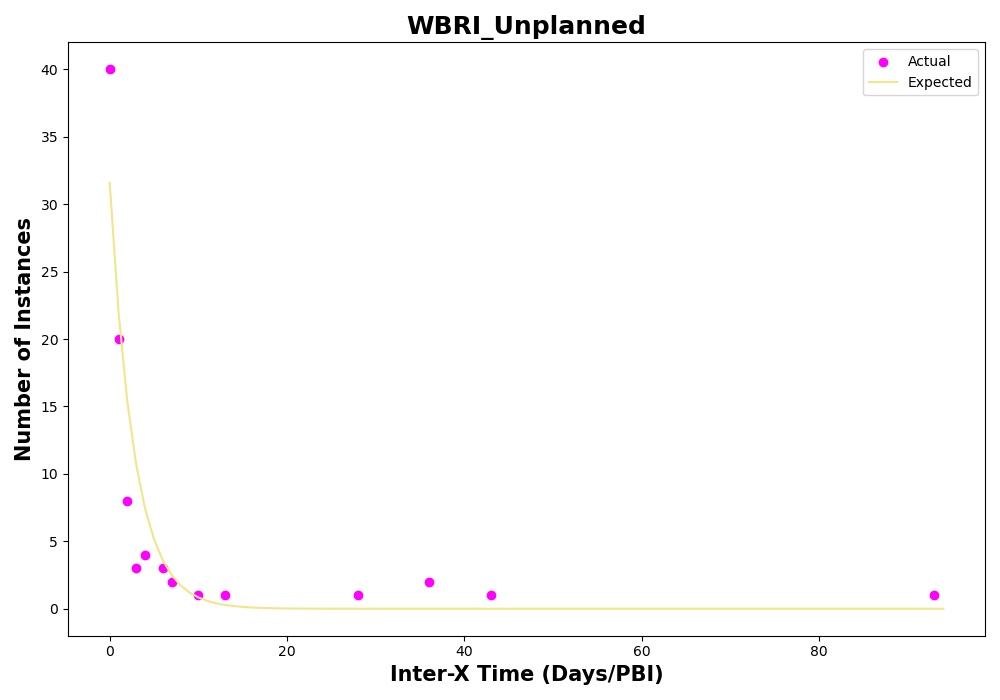 WBRI_Unplanned
Actual
Expected
Number of Instances
40
35
30
25
20
15
10
5
0
0
20
40
60
80
Inter-X Time (Days/PBI)